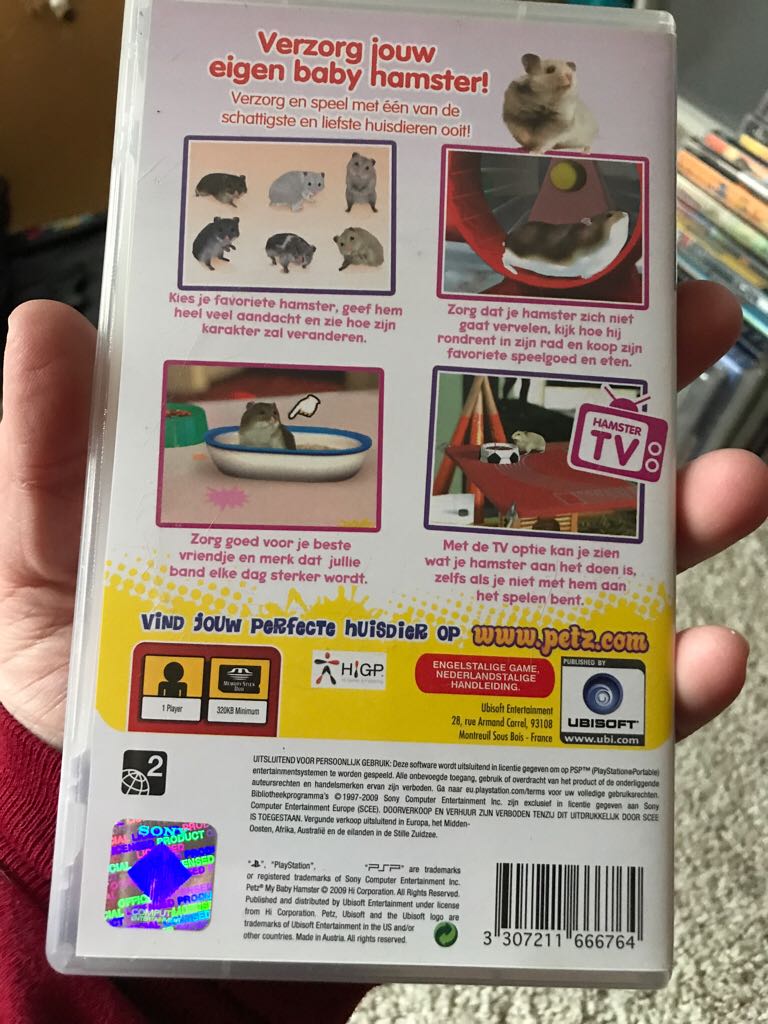 Verzorg jouw
eigen baby hamster!
Verzorg en speel met één van de
schattigste en liefste huisdieren ooit!
Kies je favoriete hamster, geef hem
heel veel aandacht en zie hoe zijn
karakter zal veranderen.
Zorg dat je hamster zich niet
gaat vervelen, kijk hoe hij
rondrent in zijn rad en koop zijn
favoriete speelgoed en eten.
HAMSTER
TV
Zorg goed voor je beste
vriendje en merk dat jullie
band elke dag sterker wordt.
Met de TV optie kan je zien
wat je hamster aan het doen is,
zelfs als je niet met hem aan
het spelen bent.
Vind jouw perfecte huisdier op www.petz.com
1 Player
MEMORY STICK
DUO
320KB Minimum
HiGP
ENGELSTALIGE GAME,
NEDERLANDSTALIGE
HANDLEIDING.
Ubisoft Entertainment
28, rue Armand Carrel, 93108
Montreuil Sous Bois - France
PUBLISHED BY
UBISOFT
www.ubi.com
2
UITSLUITEND VOOR PERSOONLIJK GEBRUIK: Deze software wordt uitsluitend in licentie gegeven om op PSP™ (PlayStation®Portable)
entertainmentsystemen te worden gespeeld. Alle onbevoegde toegang, gebruik of overdracht van het product of de onderliggende
auteursrechten en handelsmerken ervan zijn verboden. Ga naar eu.playstation.com/terms voor uw volledige gebruiksrechten.
Bibliotheekprogramma's ©1997-2009 Sony Computer Entertainment Inc. zijn exclusief in licentie gegeven aan Sony
Computer Entertainment Europe (SCEE). DOORVERKOOP EN VERHUUR ZIJN VERBODEN TENZIJ DIT UITDRUKKELIJK DOOR SCEE
IS TOEGESTAAN. Vergunde verkoop uitsluitend in Europa, het Midden-
Oosten, Afrika, Australië en de eilanden in de Stille Zuidzee.
SONY
PRODUCT
LICENSED
OFFICIAL
COMPUTER
ENTERTAINMENT
"PS", "PlayStation", "PSP" are trademarks
or registered trademarks of Sony Computer Entertainment Inc.
Petz® My Baby Hamster © 2009 Hi Corporation. All Rights Reserved.
Published and distributed by Ubisoft Entertainment under license
from Hi Corporation. Petz, Ubisoft and the Ubisoft logo are
trademarks of Ubisoft Entertainment in the US and/or
other countries. Made in Austria. All rights reserved.
3 307211 666764